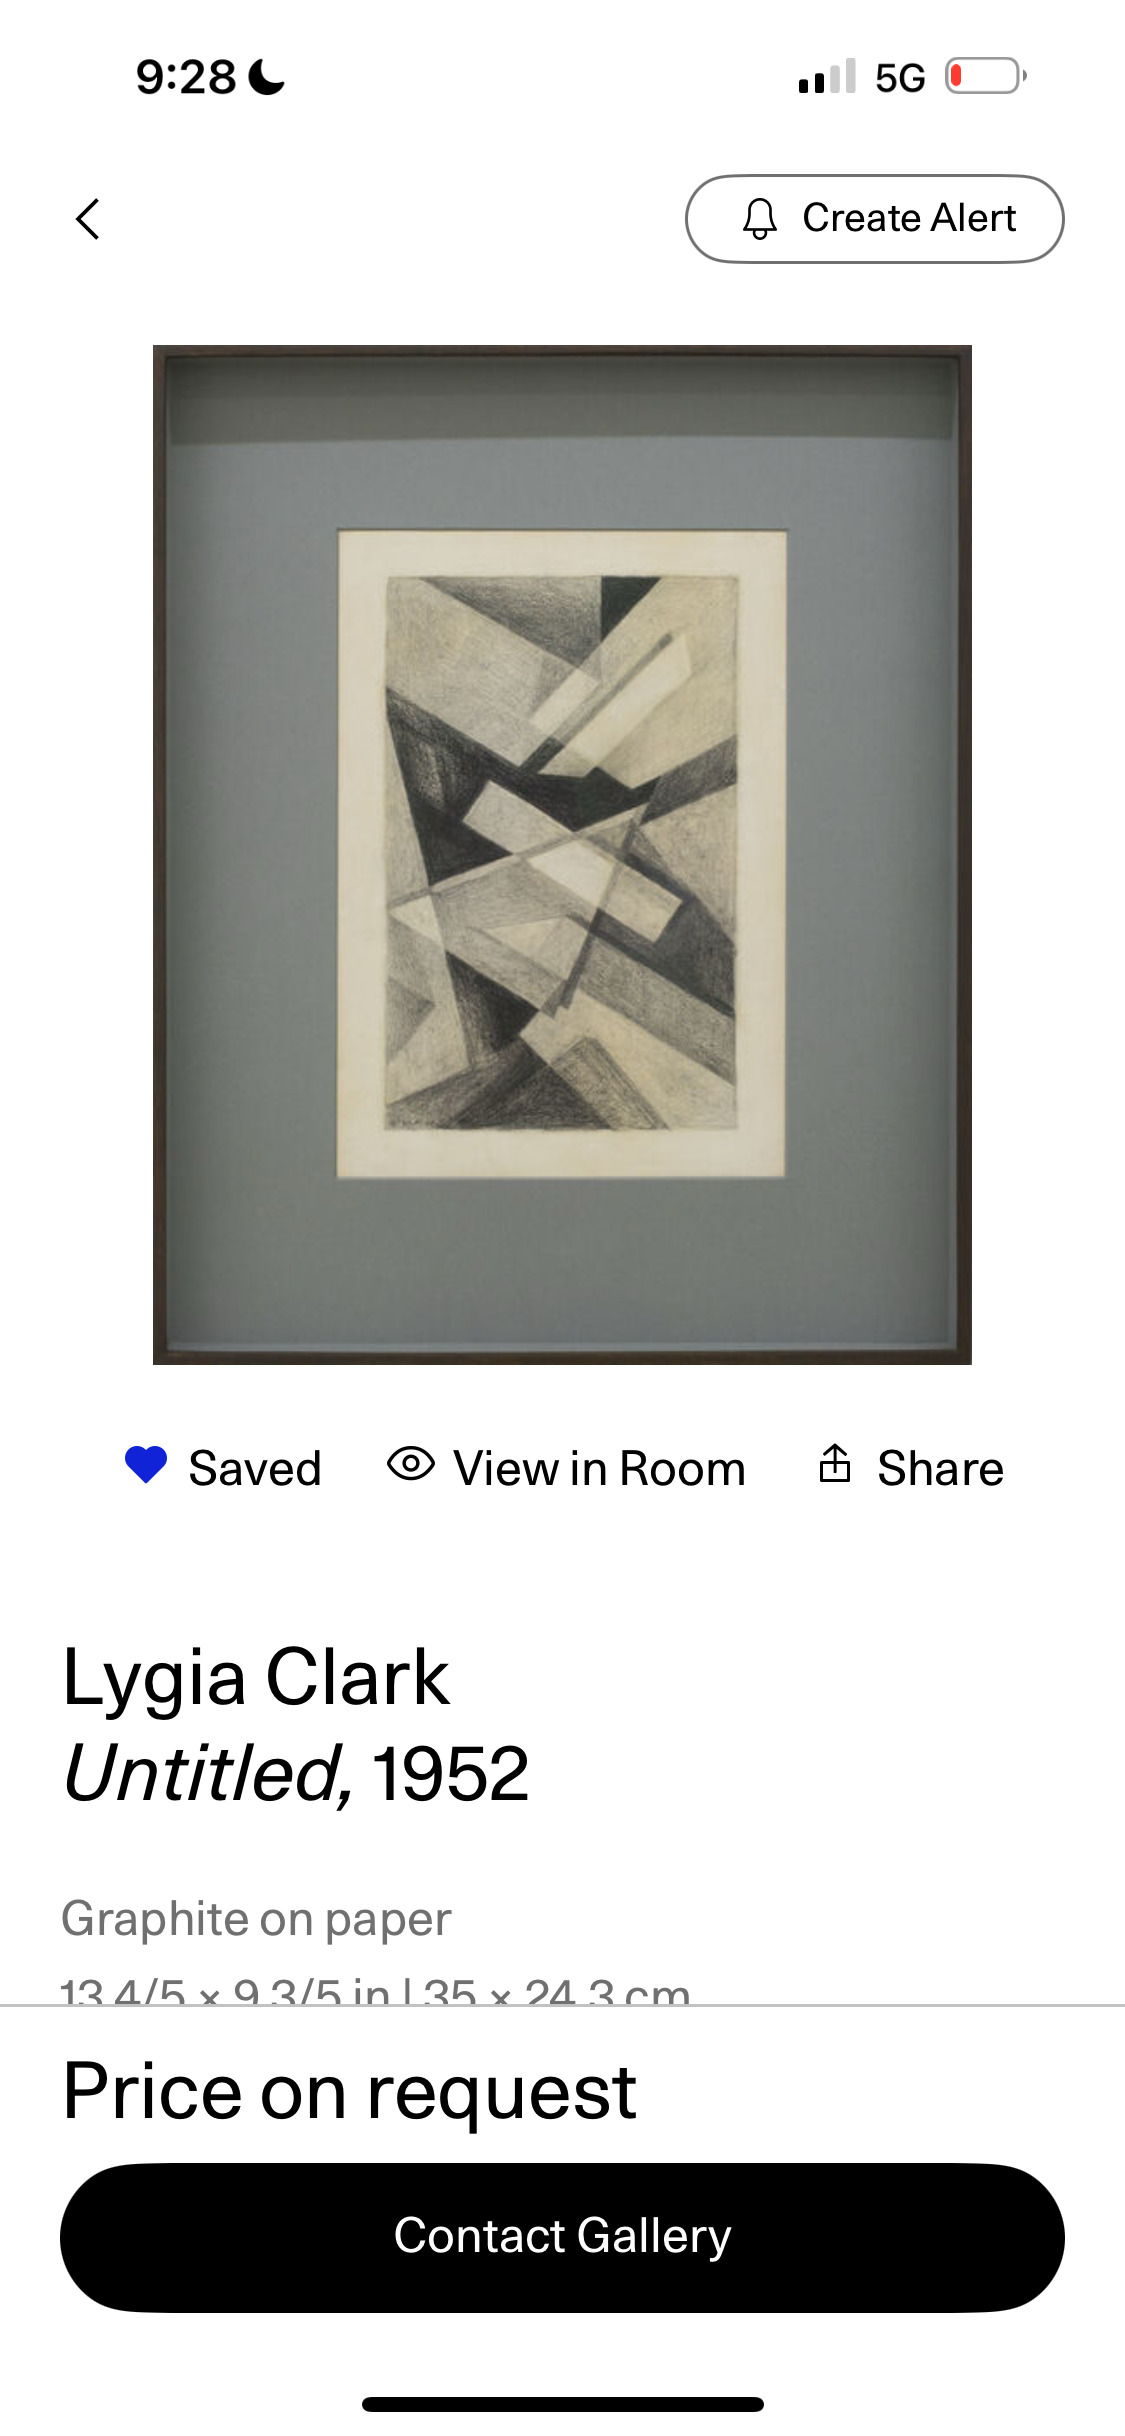 9:28
5G
Create Alert
Saved
View in Room
Share
Lygia Clark
Untitled, 1952
Graphite on paper
13 4/5 × 9 3/5 in | 35 × 24.3 cm
Price on request
Contact Gallery